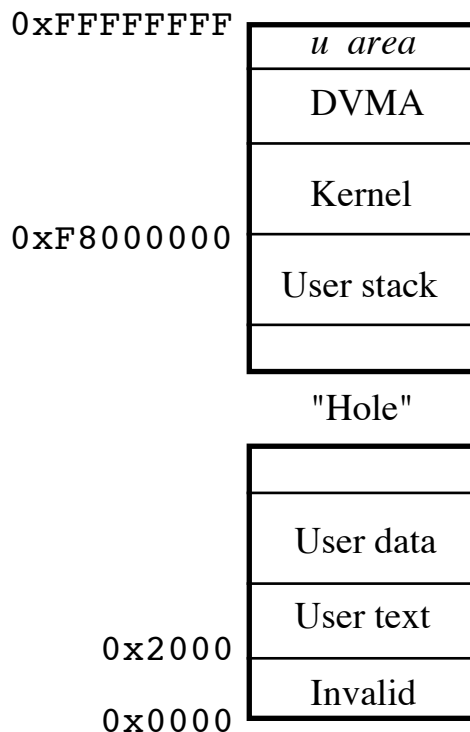 0xFFFFFFFF
u area
DVMA
Kernel
0xF8000000
User stack
"Hole"
User data
User text
0x2000
Invalid
0x0000